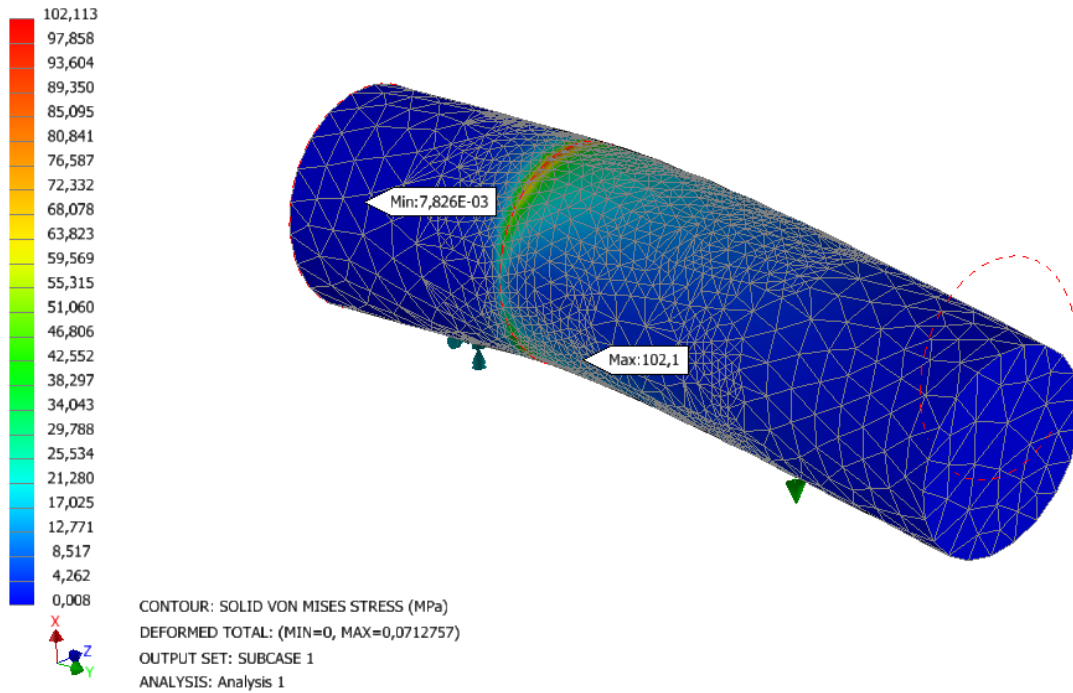 102,113
97,858
93,604
89,350
85,095
80,841
76,587
72,332
68,078
63,823
59,569
55,315
51,060
46,806
42,552
38,297
34,043
29,788
25,534
21,280
17,025
12,771
8,517
4,262
0,008
Min:7,826E-03
Max:102,1
X
Z
Y
CONTOUR: SOLID VON MISES STRESS (MPa)
DEFORMED TOTAL: (MIN=0, MAX=0,0712757)
OUTPUT SET: SUBCASE 1
ANALYSIS: Analysis 1